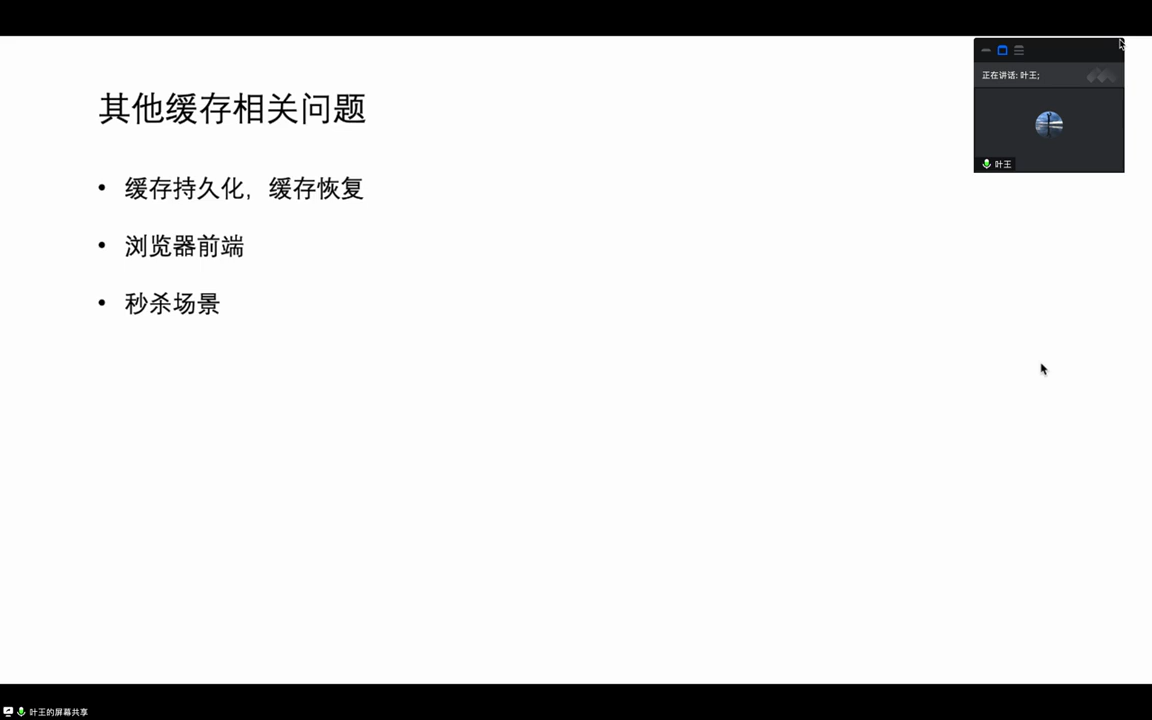 其他缓存相关问题
正在讲话: 叶王;
叶王
• 缓存持久化，缓存恢复
• 浏览器前端
• 秒杀场景
叶王的屏幕共享